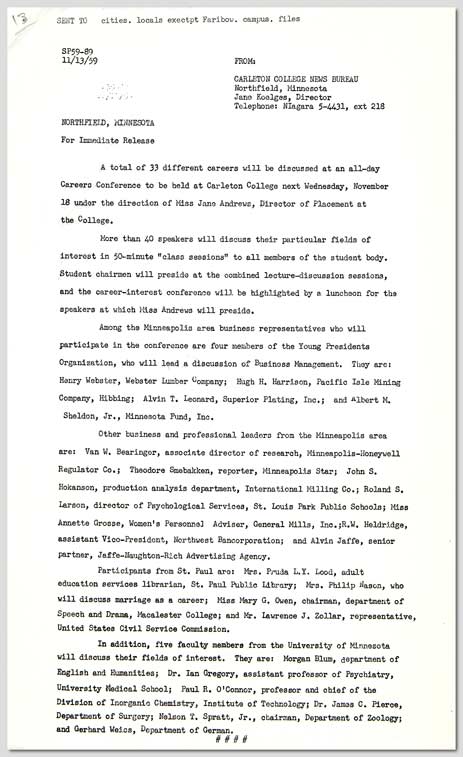 13
SENT TO cities. locals exectpt Faribou. campus. files
SF59-89
11/13/59
FROM:
CARLETON COLLEGE NEWS BUREAU
Northfield, Minnesota
Jane Koelges, Director
Telephone: NIagara 5-4431, ext 218
NORTHFIELD, MINNESOTA
For Immediate Release
A total of 33 different careers will be discussed at an all-day
Careers Conference to be held at Carleton College next Wednesday, November
18 under the direction of Miss Jane Andrews, Director of Placement at
the College.
More than 40 speakers will discuss their particular fields of
interest in 50-minute "class sessions" to all members of the student body.
Student chairmen will preside at the combined lecture-discussion sessions,
and the career-interest conference will be highlighted by a luncheon for the
speakers at which Miss Andrews will preside.
Among the Minneapolis area business representatives who will
participate in the conference are four members of the Young Presidents
Organization, who will lead a discussion of Business Management. They are:
Henry Webster, Webster Lumber Company; Hugh H. Harrison, Pacific Isle Mining
Company, Hibbing; Alvin T. Leonard, Superior Plating, Inc.; and Albert M.
Sheldon, Jr., Minnesota Fund, Inc.
Other business and professional leaders from the Minneapolis area
are: Van W. Bearinger, associate director of research, Minneapolis-Honeywell
Regulator Co.; Theodore Smebakken, reporter, Minneapolis Star; John S.
Hokanson, production analysis department, International Milling Co.; Roland S.
Larson, director of Psychological Services, St. Louis Park Public Schools; Miss
Annette Grosse, Women's Personnel Adviser, General Mills, Inc.;R.W. Heldridge,
assistant Vice-President, Northwest Bancorporation; and Alvin Jaffe, senior
partner, Jaffe-Naughton-Rich Advertising Agency.
Participants from St. Paul are: Mrs. Pruda L.Y. Lood, adult
education services librarian, St. Paul Public Library; Mrs. Philip Nason, who
will discuss marriage as a career; Miss Mary G. Owen, chairman, department of
Speech and Drama, Macalester College; and Mr. Lawrence J. Zollar, representative,
United States Civil Service Commission.
In addition, five faculty members from the University of Minnesota
will discuss their fields of interest. They are: Morgan Blum, department of
English and Humanities; Dr. Ian Gregory, assistant professor of Psychiatry,
University Medical School; Paul R. O'Connor, professor and chief of the
Division of Inorganic Chemistry, Institute of Technology; Dr. James C. Pierce,
Department of Surgery; Nelson T. Spratt, Jr., chairman, Department of Zoology;
and Gerhard Weiss, Department of German.
# # # #